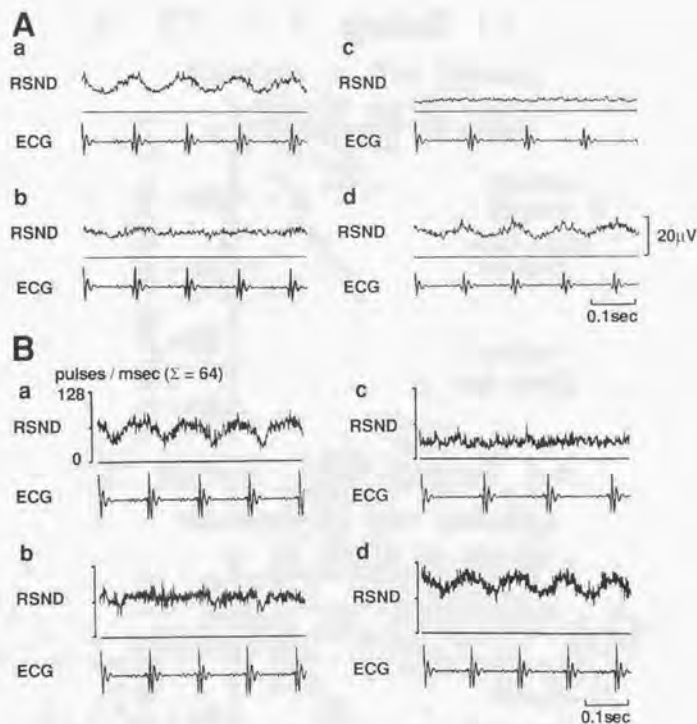 A
a
RSND
ECG
c
RSND
ECG
b
RSND
ECG
d
RSND
20μV
ECG
0.1sec
B
pulses / msec (Σ = 64)
a
128
RSND
0
ECG
c
RSND
ECG
b
RSND
ECG
d
RSND
ECG
0.1sec